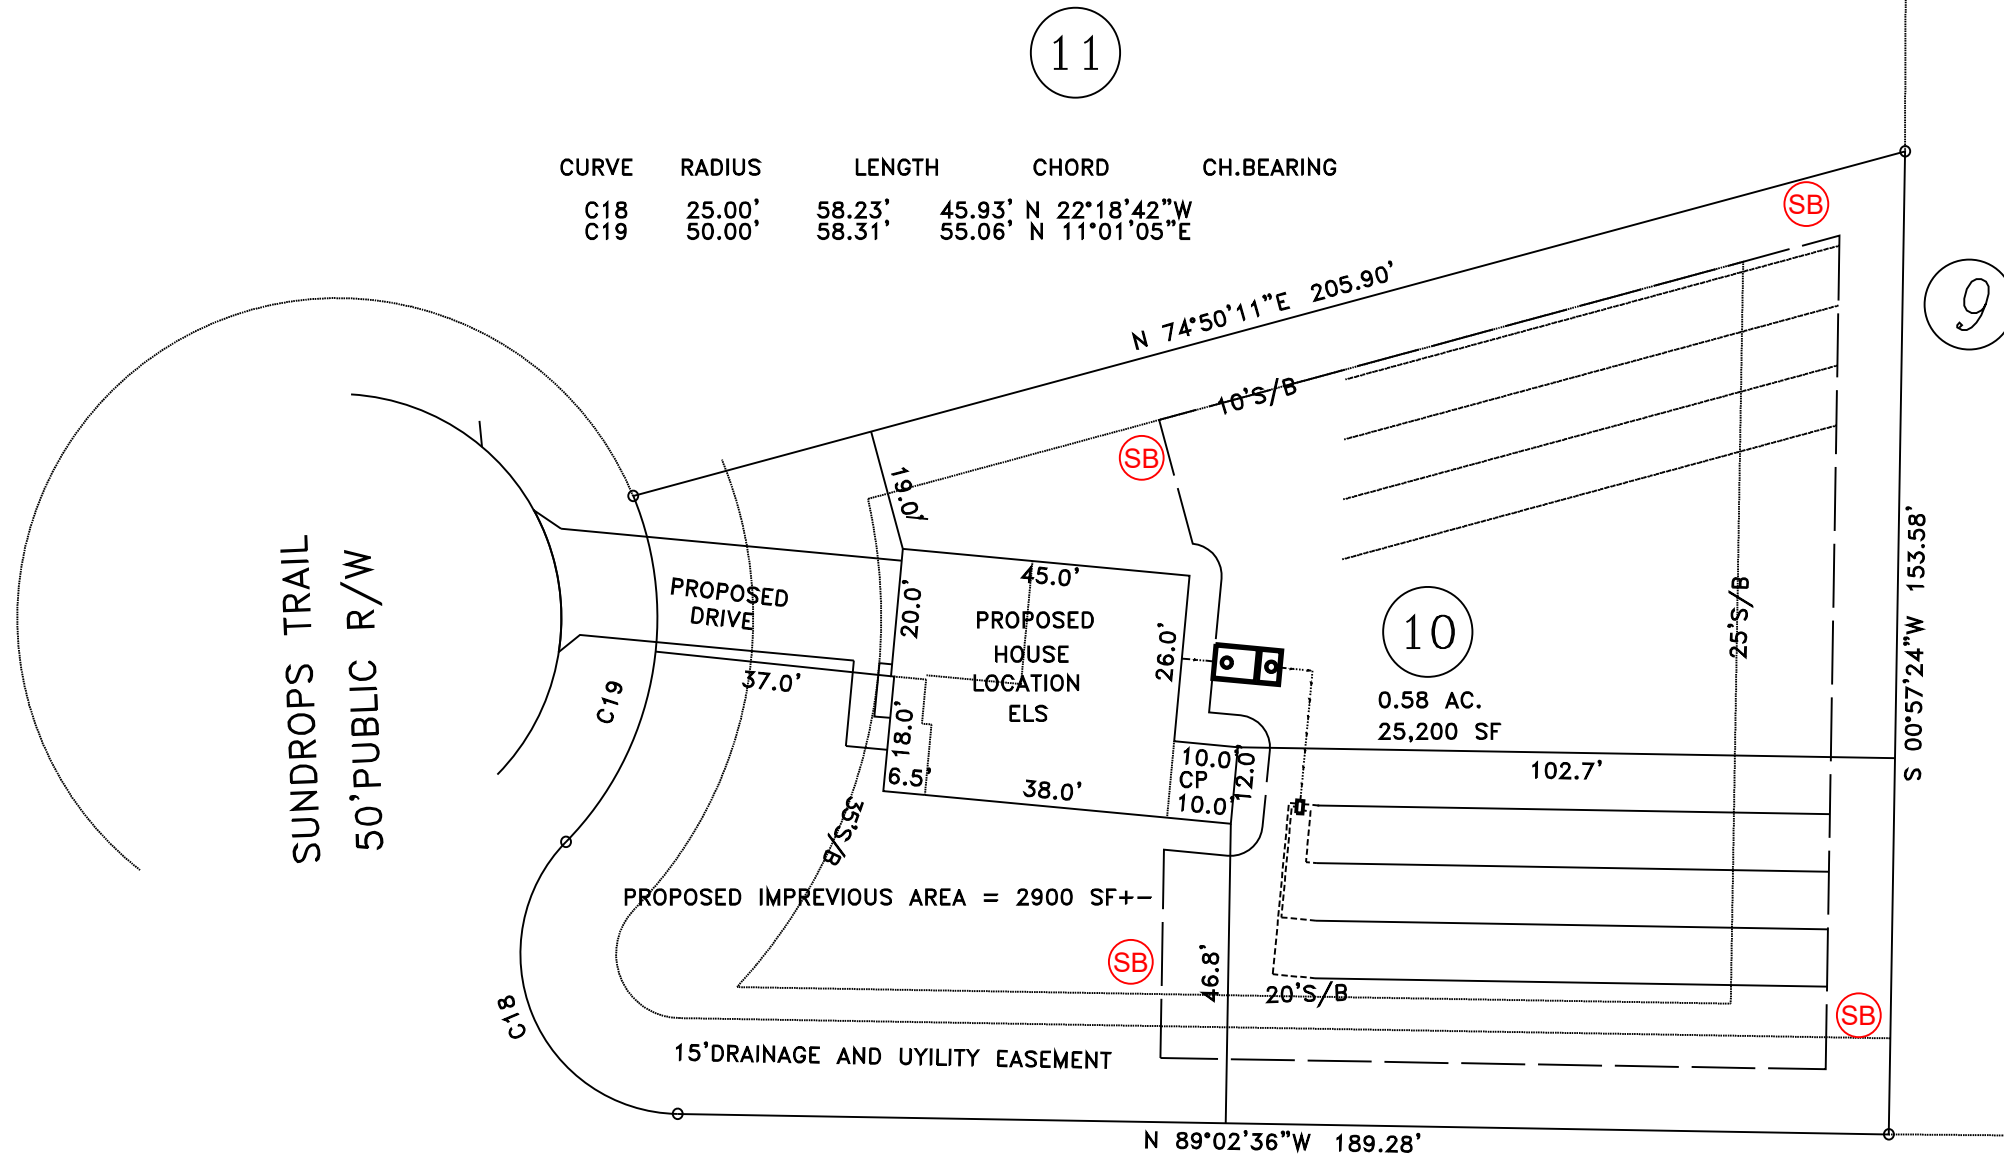 11
CURVE RADIUS LENGTH CHORD CH.BEARING
C18 25.00' 58.23' 45.93' N 22°18'42"W
C19 50.00' 58.31' 55.06' N 11°01'05"E
SB
9
N 74°50'11"E 205.90'
10'S/B
SB
19.0'
SUNDROPS TRAIL
50'PUBLIC R/W
PROPOSED
DRIVE
37.0'
C19
20.0'
45.0'
PROPOSED
HOUSE
LOCATION
ELS
26.0'
18.0'
6.5'
38.0'
10.0'
CP
10.0'
12.0'
10
0.58 AC.
25,200 SF
102.7'
25'S/B
S 00°57'24"W 153.58'
35'S/B
PROPOSED IMPREVIOUS AREA = 2900 SF+-
SB
46.8'
20'S/B
SB
C18
15'DRAINAGE AND UYILITY EASEMENT
N 89°02'36"W 189.28'